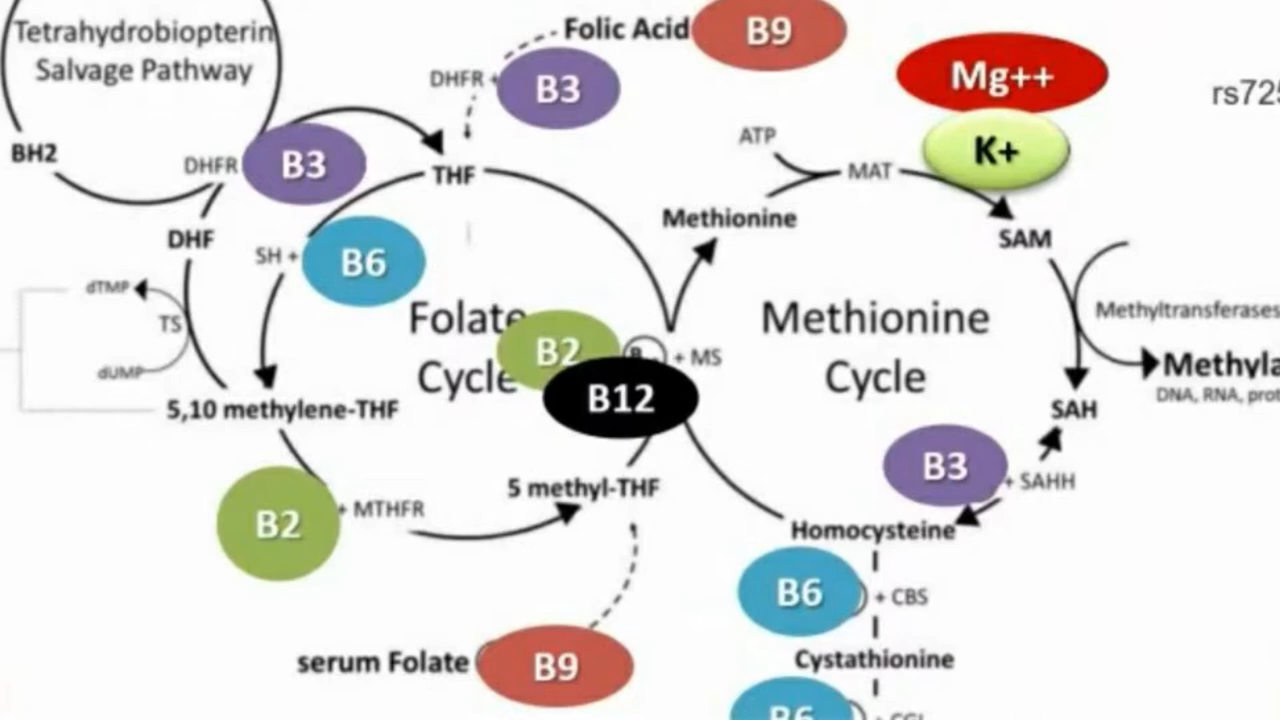 Tetrahydrobiopterin
Salvage Pathway
Folic Acid
B9
DHFR +
B3
Mg++
K+
rs725
BH2
DHFR
B3
THF
ATP
MAT
Methionine
SAM
DHF
SH +
B6
dTMP
TS
dUMP
Folate
Cycle
B2
+ MS
B12
Methionine
Cycle
Methyltransferases
Methyla
DNA, RNA, prot
5,10 methylene-THF
SAH
B3
+ SAHH
B2
+ MTHFR
5 methyl-THF
Homocysteine
B6
+ CBS
serum Folate
B9
Cystathionine
B6